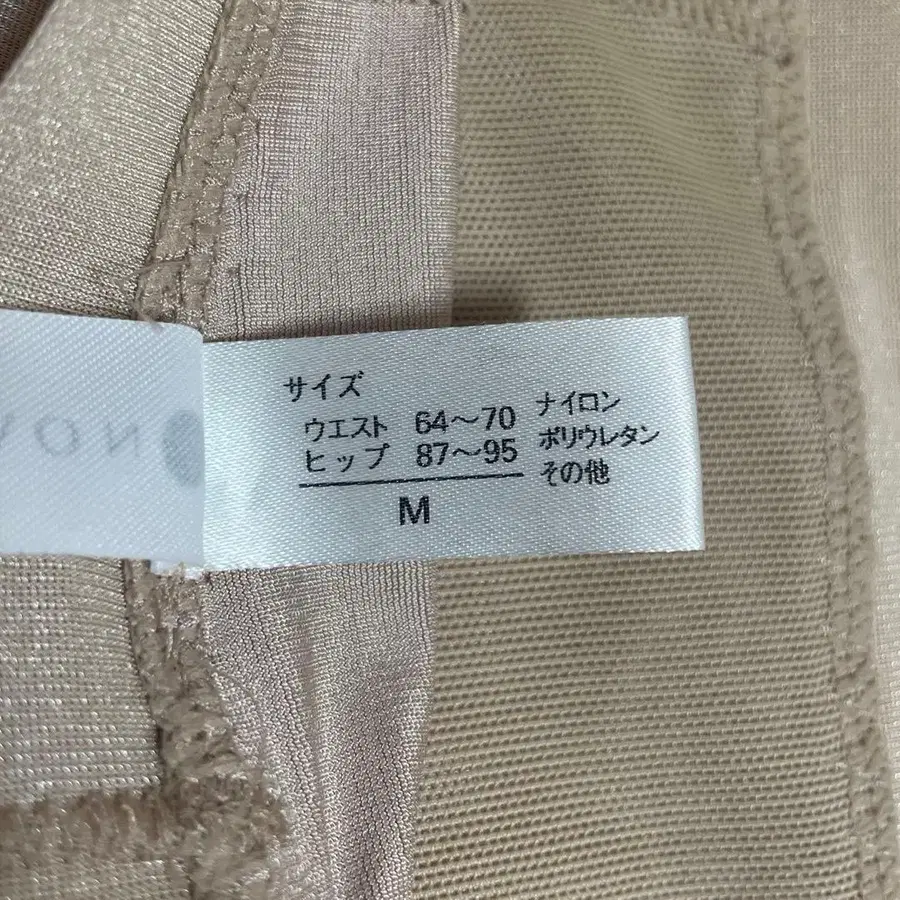 サイズ
ウエスト 64〜70
ヒップ 87〜95
M
ナイロン
ポリウレタン
その他